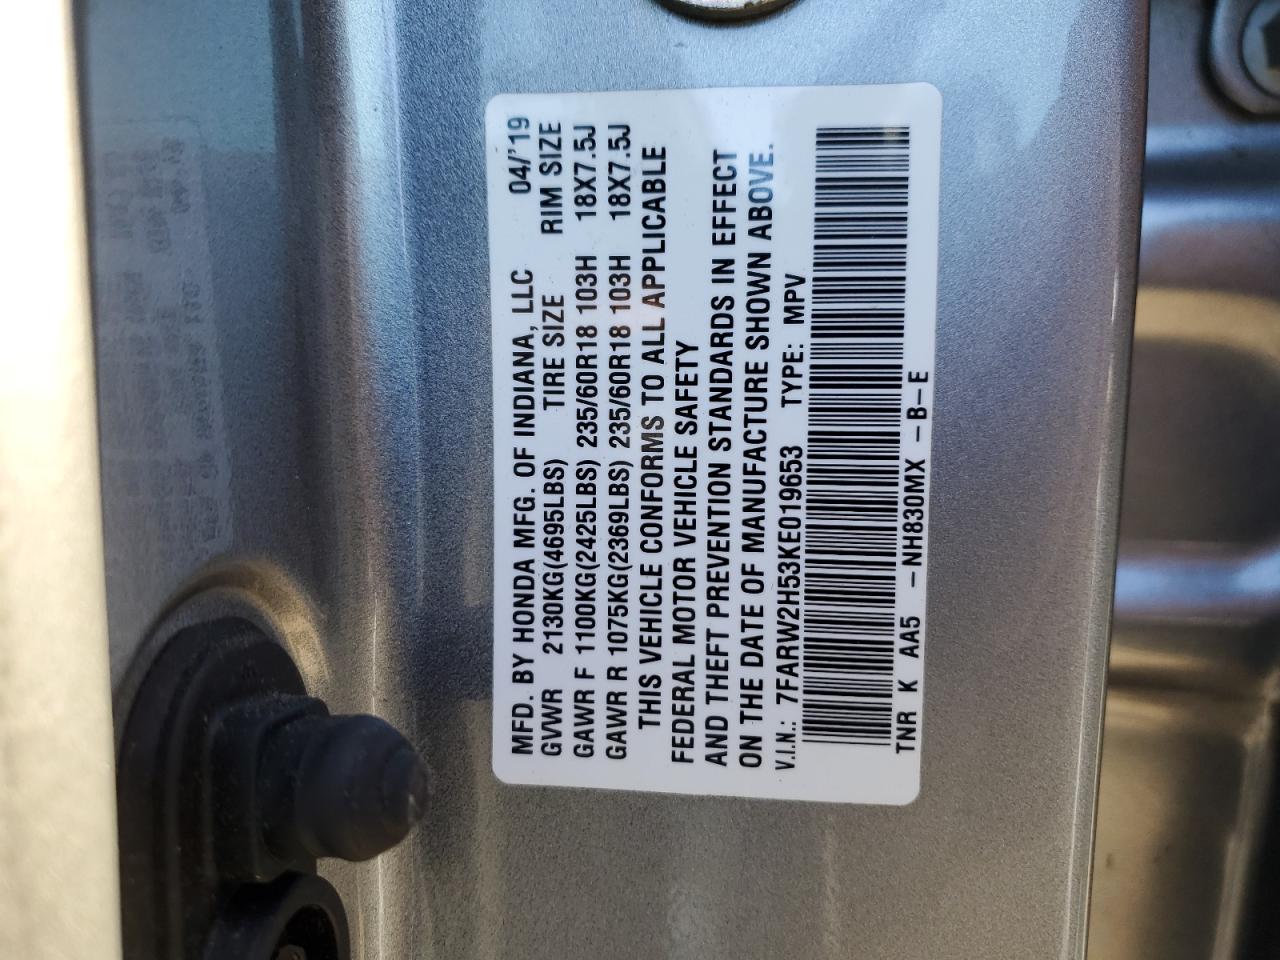 MFD. BY HONDA MFG. OF INDIANA, LLC 04/'19
GVWR 2130KG(4695LBS) TIRE SIZE RIM SIZE
GAWR F 1100KG(2425LBS) 235/60R18 103H 18X7.5J
GAWR R 1075KG(2369LBS) 235/60R18 103H 18X7.5J
THIS VEHICLE CONFORMS TO ALL APPLICABLE
FEDERAL MOTOR VEHICLE SAFETY
AND THEFT PREVENTION STANDARDS IN EFFECT
ON THE DATE OF MANUFACTURE SHOWN ABOVE.
V.I.N.: 7FARW2H53KE019653 TYPE: MPV
TNR K AA5 -NH830MX -B-E